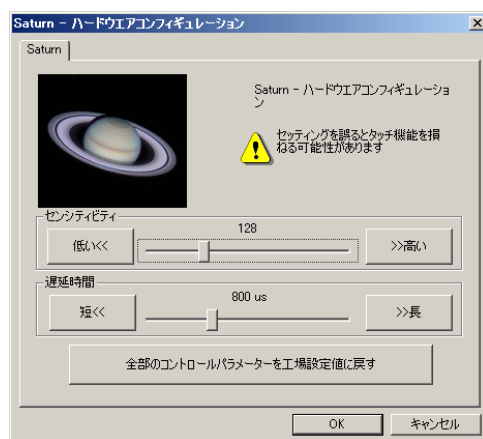 Saturn - ハードウエアコンフィギュレーション
Saturn
Saturn - ハードウエアコンフィギュレーショ
ン
セッティングを誤るとタッチ機能を損
ねる可能性があります
センシティビティ
128
低い<<
>>高い
遅延時間
800 us
短<<
>>長
全部のコントロールパラメーターを工場設定値に戻す
OK
キャンセル